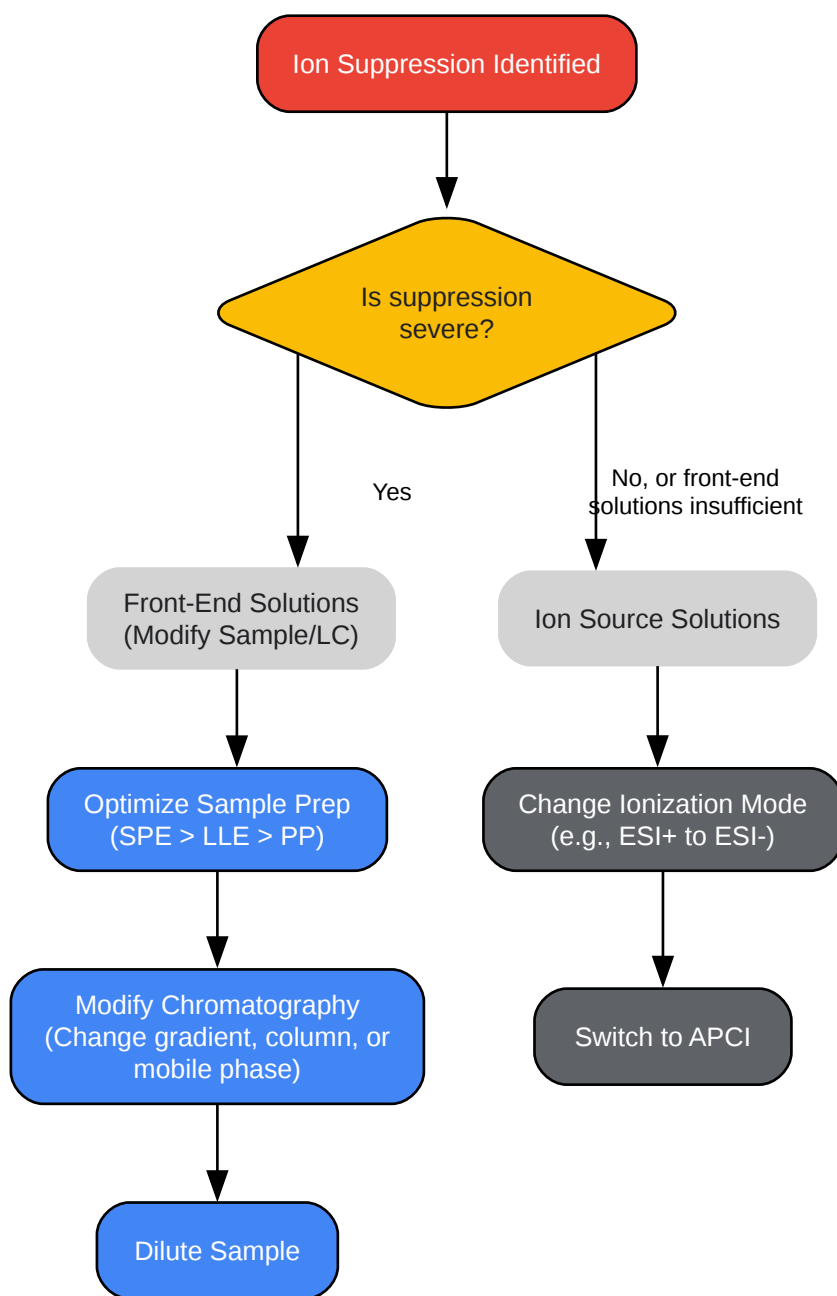 Ion Suppression Identified
Is suppression
severe?
Yes
No, or front-end
solutions insufficient
Front-End Solutions
(Modify Sample/LC)
Ion Source Solutions
Optimize Sample Prep
(SPE > LLE > PP)
Change Ionization Mode
(e.g., ESI+ to ESI-)
Modify Chromatography
(Change gradient, column, or
mobile phase)
Switch to APCI
Dilute Sample